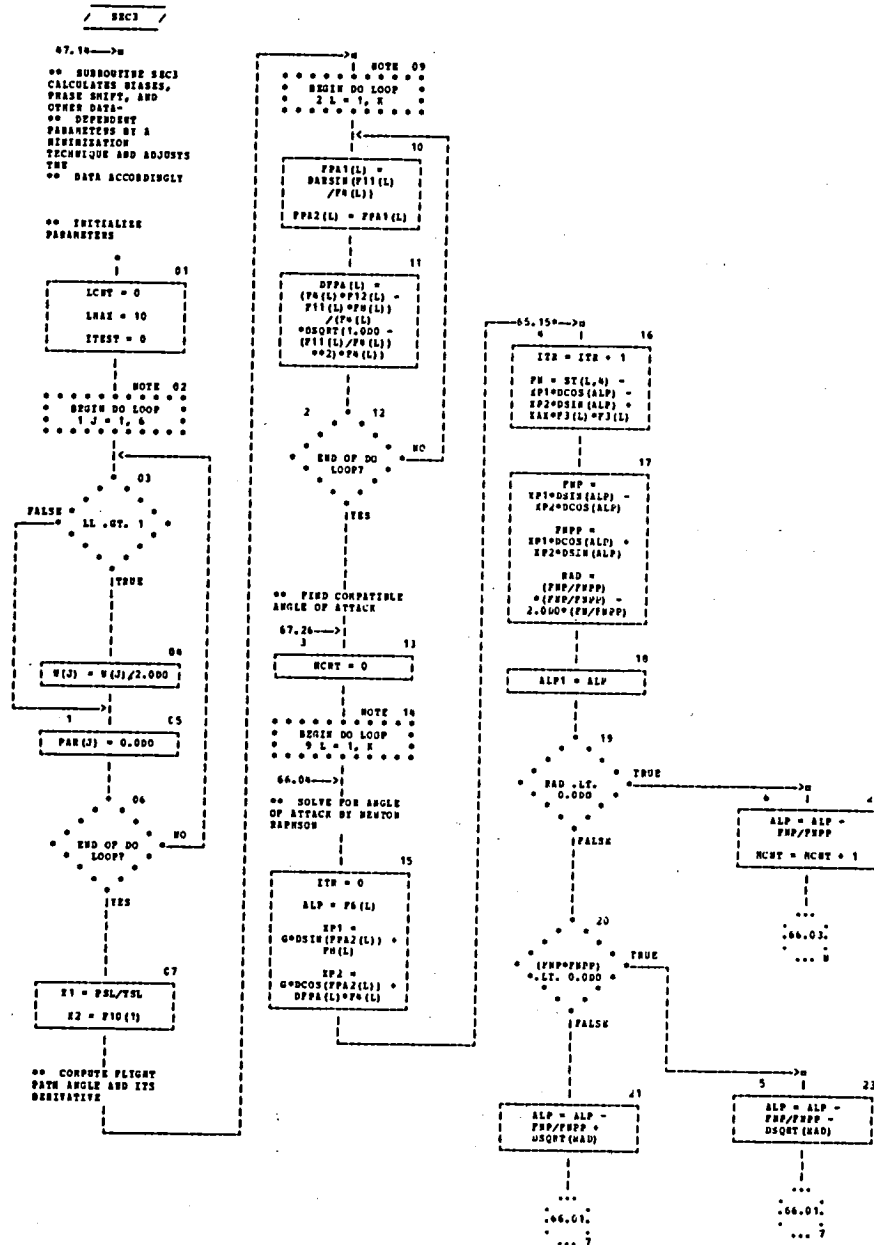 / SEC3 /
47.14--->
** SUBROUTINE SEC3
CALCULATES BIASES,
PHASE SHIFT, AND
OTHER DATA-
** DEPENDENT
PARAMETERS BY A
MINIMIZATION
TECHNIQUE AND ADJUSTS
THE
** DATA ACCORDINGLY
** INITIALIZE
PARAMETERS
01
LCNT = 0
LMAX = 10
ITEST = 0
NOTE 02
BEGIN DO LOOP
1 J = 1, 6
03
FALSE
LL .GT. 1
TRUE
04
W(J) = W(J)/2.0D0
1 05
PAR(J) = 0.0D0
06
END OF DO
LOOP?
NO
YES
07
X1 = PSL/TSL
X2 = F10(1)
** COMPUTE FLIGHT
PATH ANGLE AND ITS
DERIVATIVE
NOTE 09
BEGIN DO LOOP
2 L = 1, K
10
FPA1(L) =
DARSIN(F11(L)
/F4(L))
FPA2(L) = FPA1(L)
11
DFPA(L) =
(F4(L)*F12(L) -
F11(L)*F8(L))
/(F4(L)
*DSQRT(1.0D0 -
(F11(L)/F4(L))
**2)*F4(L))
2 12
END OF DO
LOOP?
NO
YES
** FIND COMPATIBLE
ANGLE OF ATTACK
67.26--->
3 13
MCNT = 0
NOTE 14
BEGIN DO LOOP
9 L = 1, K
66.04--->
** SOLVE FOR ANGLE
OF ATTACK BY NEWTON
RAPHSON
15
ITR = 0
ALP = F6(L)
XP1 =
G*DSIN(FPA2(L)) +
F8(L)
XP2 =
G*DCOS(FPA2(L)) +
DFPA(L)*F4(L)
65.15*-->
4 16
ITR = ITR + 1
FN = ST(L,4) -
XP1*DCOS(ALP) -
XP2*DSIN(ALP) +
XAX*F3(L)*F3(L)
17
FNP =
XP1*DSIN(ALP) -
XP2*DCOS(ALP)
FNPP =
XP1*DCOS(ALP) +
XP2*DSIN(ALP)
RAD =
(FNP/FNPP)
*(FNP/FNPP) -
2.0D0*(FN/FNPP)
18
ALP1 = ALP
19
RAD .LT.
0.0D0
TRUE
FALSE
6 2
ALP = ALP -
FNP/FNPP
MCNT = MCNT + 1
.66.03.
8
20
(FNP*FNPP)
.LT. 0.0D0
TRUE
FALSE
21
ALP = ALP -
FNP/FNPP +
DSQRT(RAD)
.66.01.
7
5 23
ALP = ALP -
FNP/FNPP -
DSQRT(RAD)
.66.01.
7